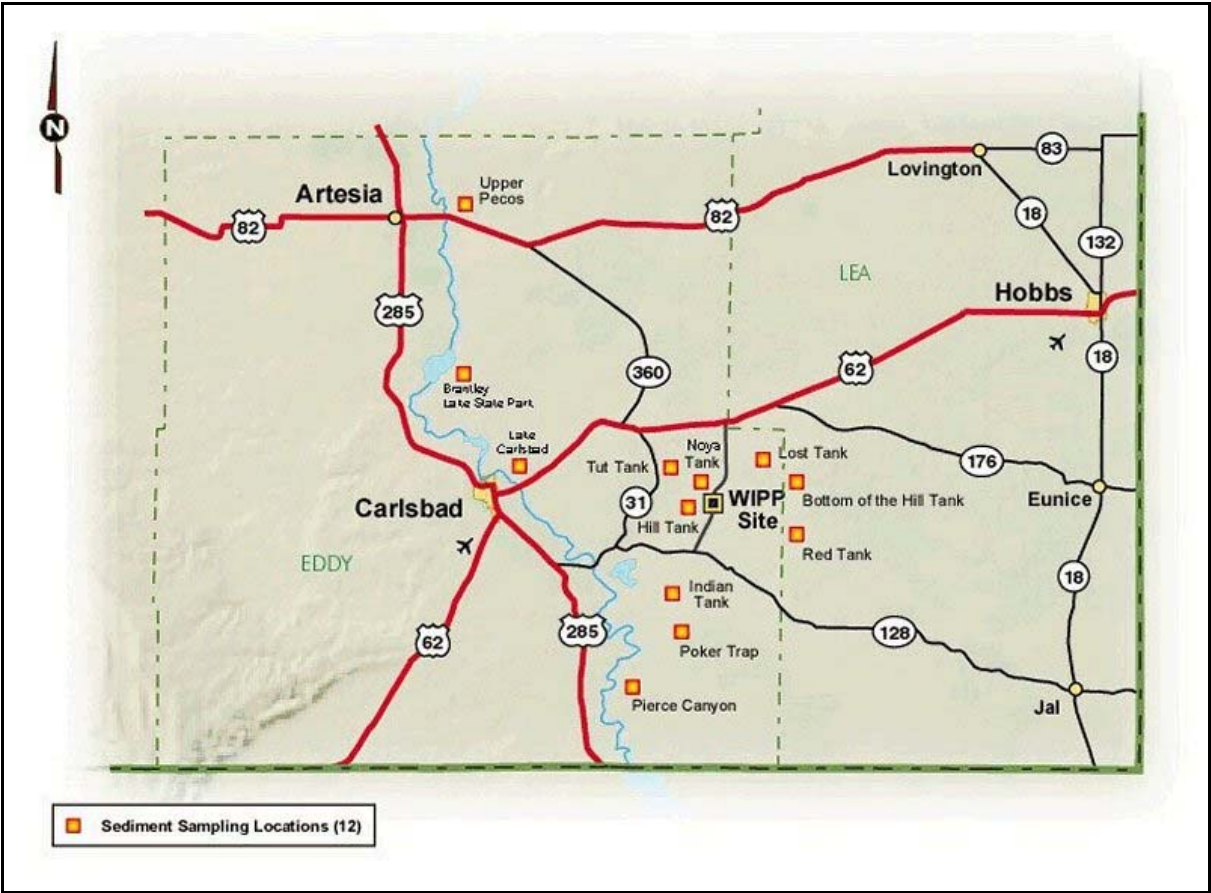 N
83
Lovington
Upper
Pecos
Artesia
82
82
18
132
LEA
Hobbs
285
18
62
360
Brantley
Lake State Park
Lake
Carlsbad
Noya
Tank
Tut Tank
Lost Tank
176
Bottom of the Hill Tank
Eunice
31
WIPP
Site
Hill Tank
Carlsbad
Red Tank
EDDY
Indian
Tank
18
62
285
128
Poker Trap
Pierce Canyon
Jal
Sediment Sampling Locations (12)